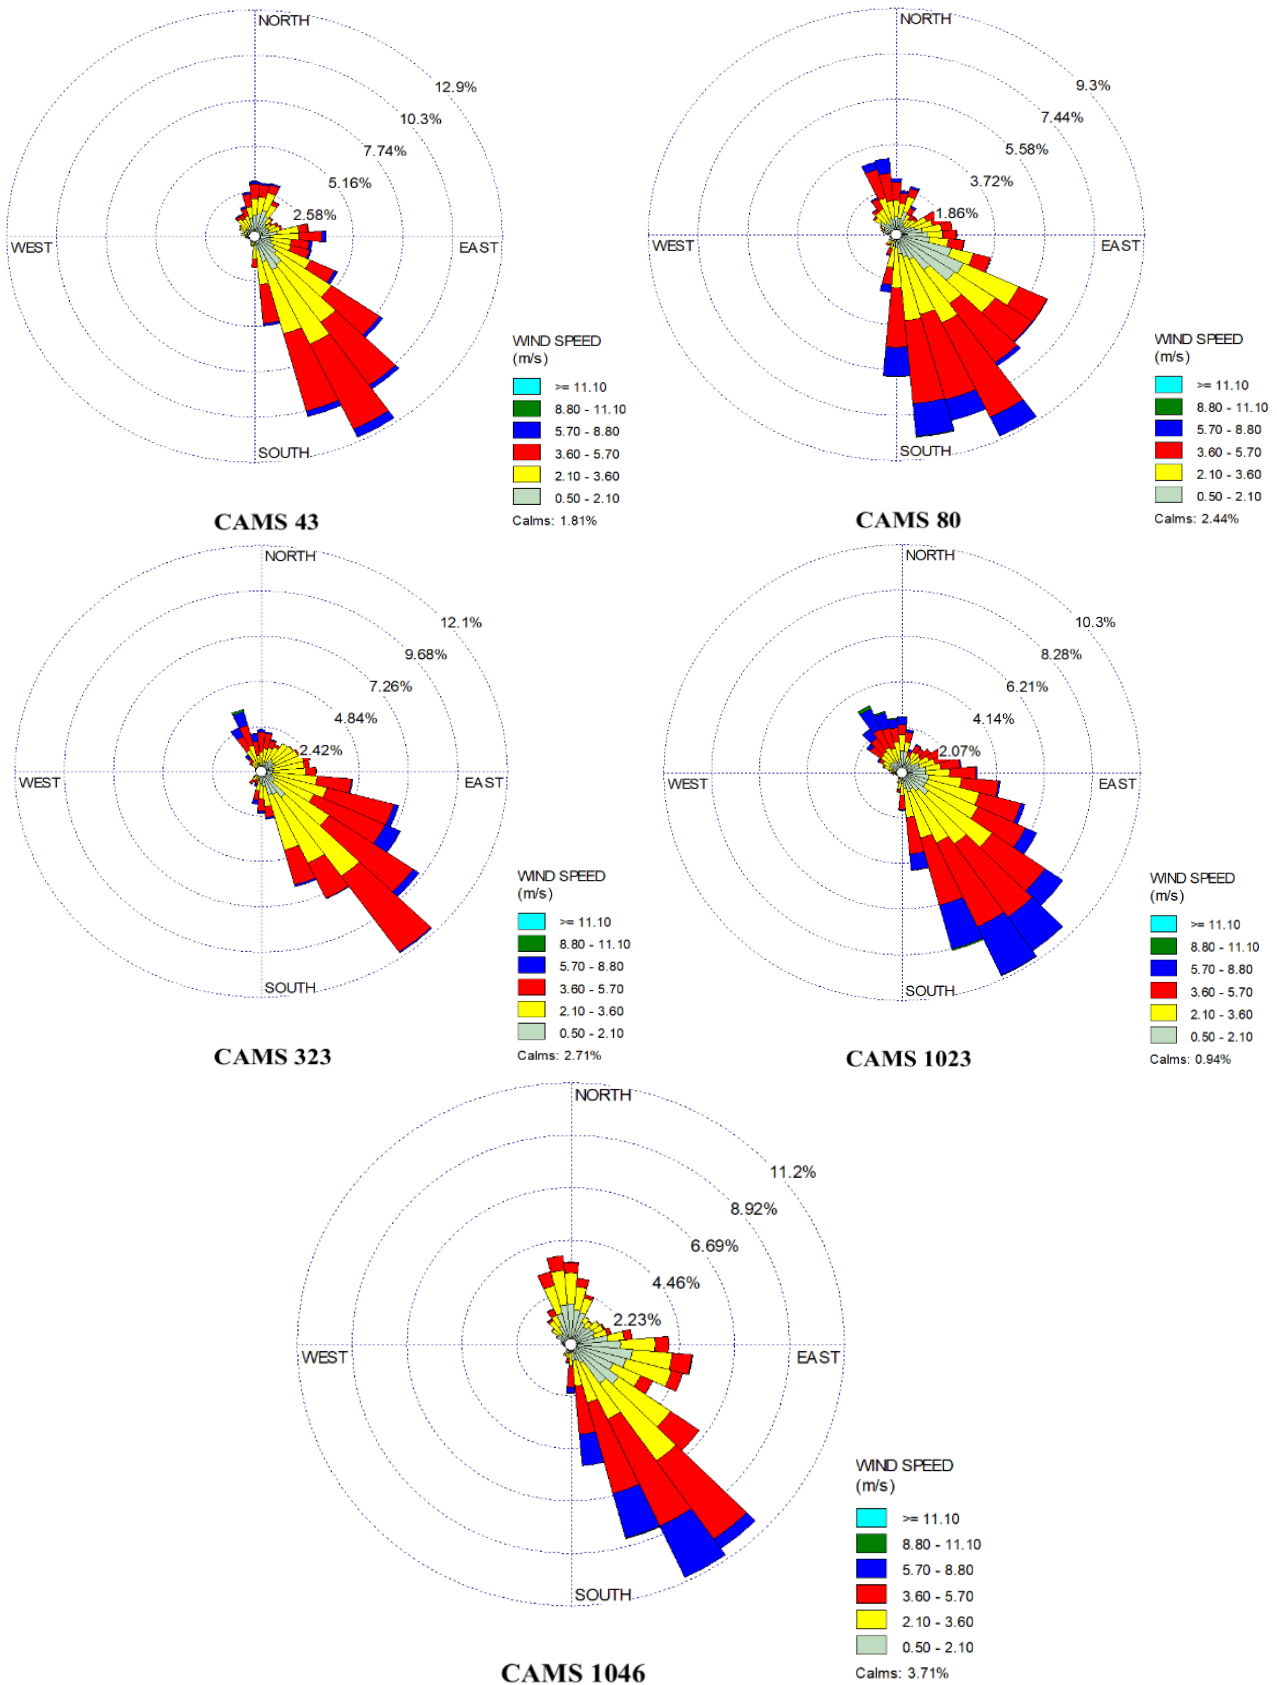 NORTH
12.9%
10.3%
7.74%
5.16%
2.58%
WEST
EAST
SOUTH
WIND SPEED
(m/s)
>= 11.10
8.80 - 11.10
5.70 - 8.80
3.60 - 5.70
2.10 - 3.60
0.50 - 2.10
Calms: 1.81%
CAMS 43
NORTH
9.3%
7.44%
5.58%
3.72%
1.86%
WEST
EAST
SOUTH
WIND SPEED
(m/s)
>= 11.10
8.80 - 11.10
5.70 - 8.80
3.60 - 5.70
2.10 - 3.60
0.50 - 2.10
Calms: 2.44%
CAMS 80
NORTH
12.1%
9.68%
7.26%
4.84%
2.42%
WEST
EAST
SOUTH
WIND SPEED
(m/s)
>= 11.10
8.80 - 11.10
5.70 - 8.80
3.60 - 5.70
2.10 - 3.60
0.50 - 2.10
Calms: 2.71%
CAMS 323
NORTH
10.3%
8.28%
6.21%
4.14%
2.07%
WEST
EAST
SOUTH
WIND SPEED
(m/s)
>= 11.10
8.80 - 11.10
5.70 - 8.80
3.60 - 5.70
2.10 - 3.60
0.50 - 2.10
Calms: 0.94%
CAMS 1023
NORTH
11.2%
8.92%
6.69%
4.46%
2.23%
WEST
EAST
SOUTH
WIND SPEED
(m/s)
>= 11.10
8.80 - 11.10
5.70 - 8.80
3.60 - 5.70
2.10 - 3.60
0.50 - 2.10
Calms: 3.71%
CAMS 1046